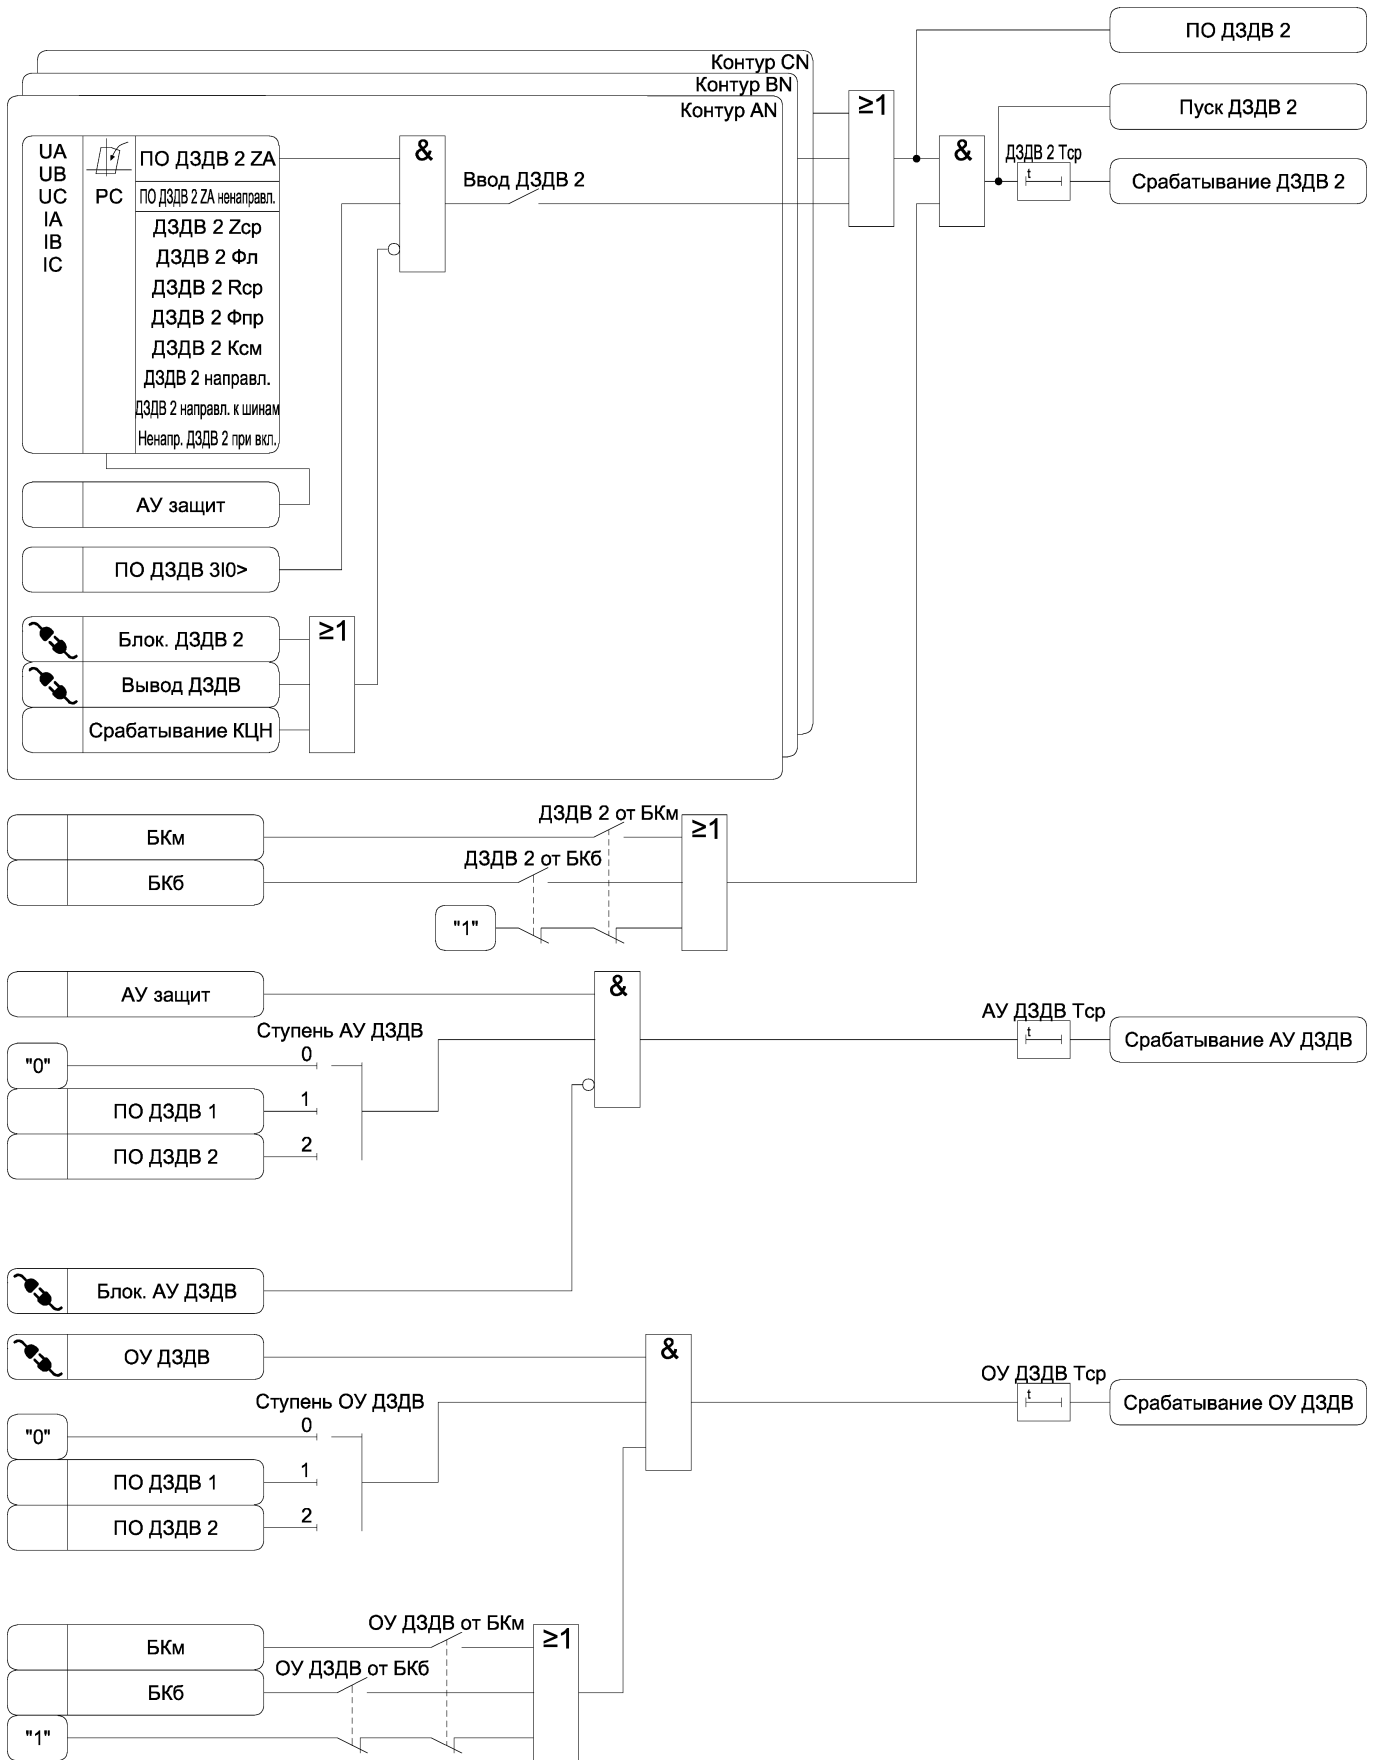 ПО ДЗДВ 2
Контур CN
Контур BN
Контур AN
≥1
Пуск ДЗДВ 2
UA
UB
UC
IA
IB
IC
РС
ПО ДЗДВ 2 ZA
ПО ДЗДВ 2 ZA ненаправл.
ДЗДВ 2 Zср
ДЗДВ 2 Фл
ДЗДВ 2 Rср
ДЗДВ 2 Фпр
ДЗДВ 2 Ксм
ДЗДВ 2 направл.
ДЗДВ 2 направл. к шинам
Ненапр. ДЗДВ 2 при вкл.
&
Ввод ДЗДВ 2
&
ДЗДВ 2 Тср
t
Срабатывание ДЗДВ 2
АУ защит
ПО ДЗДВ 3I0>
Блок. ДЗДВ 2
Вывод ДЗДВ
Срабатывание КЦН
≥1
ДЗДВ 2 от БКм
≥1
БКм
ДЗДВ 2 от БКб
БКб
"1"
АУ защит
&
Ступень АУ ДЗДВ
АУ ДЗДВ Тср
t
Срабатывание АУ ДЗДВ
"0"
0
ПО ДЗДВ 1
1
ПО ДЗДВ 2
2
Блок. АУ ДЗДВ
ОУ ДЗДВ
&
Ступень ОУ ДЗДВ
ОУ ДЗДВ Тср
t
Срабатывание ОУ ДЗДВ
"0"
0
ПО ДЗДВ 1
1
ПО ДЗДВ 2
2
ОУ ДЗДВ от БКм
≥1
БКм
ОУ ДЗДВ от БКб
БКб
"1"